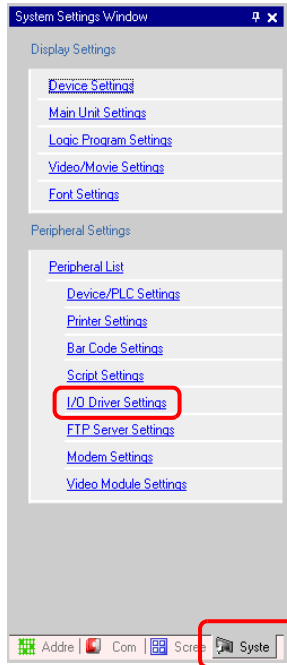 System Settings Window
Display Settings
Device Settings
Main Unit Settings
Logic Program Settings
Video/Movie Settings
Font Settings
Peripheral Settings
Peripheral List
Device/PLC Settings
Printer Settings
Bar Code Settings
Script Settings
I/O Driver Settings
FTP Server Settings
Modem Settings
Video Module Settings
Addre Com Scree Syste